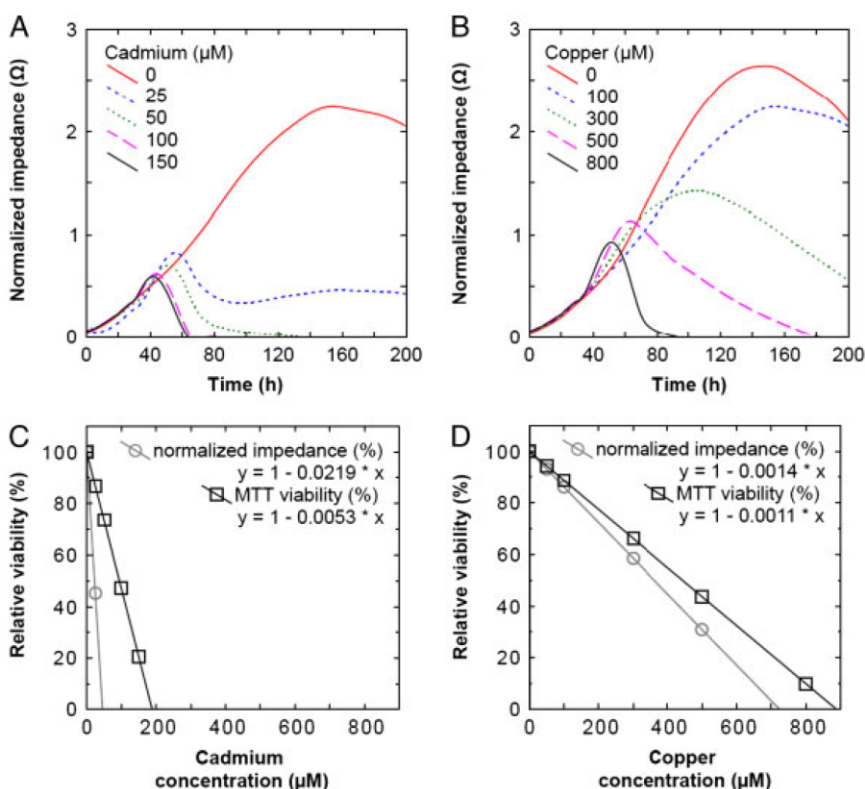 A
Cadmium (µM)
0
25
50
100
150
Normalized impedance (Ω)
3
2
1
0
0 40 80 120 160 200
Time (h)
B
Copper (µM)
0
100
300
500
800
Normalized impedance (Ω)
3
2
1
0
0 40 80 120 160 200
Time (h)
C
normalized impedance (%)
y = 1 - 0.0219 * x
MTT viability (%)
y = 1 - 0.0053 * x
Relative viability (%)
100
80
60
40
20
0
0 200 400 600 800
Cadmium
concentration (µM)
D
normalized impedance (%)
y = 1 - 0.0014 * x
MTT viability (%)
y = 1 - 0.0011 * x
Relative viability (%)
100
80
60
40
20
0
0 200 400 600 800
Copper
concentration (µM)